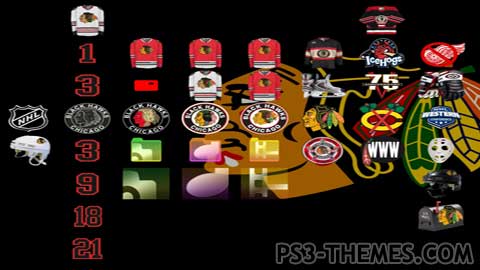 1
ICEHOGS
3
75
NHL
BLACK HAWKS
CHICAGO
BLACK HAWKS
CHICAGO
BLACK HAWKS
CHICAGO
BLACK HAWKS
CHICAGO
WESTERN
3
WWW
9
18
21
PS3-THEMES.COM